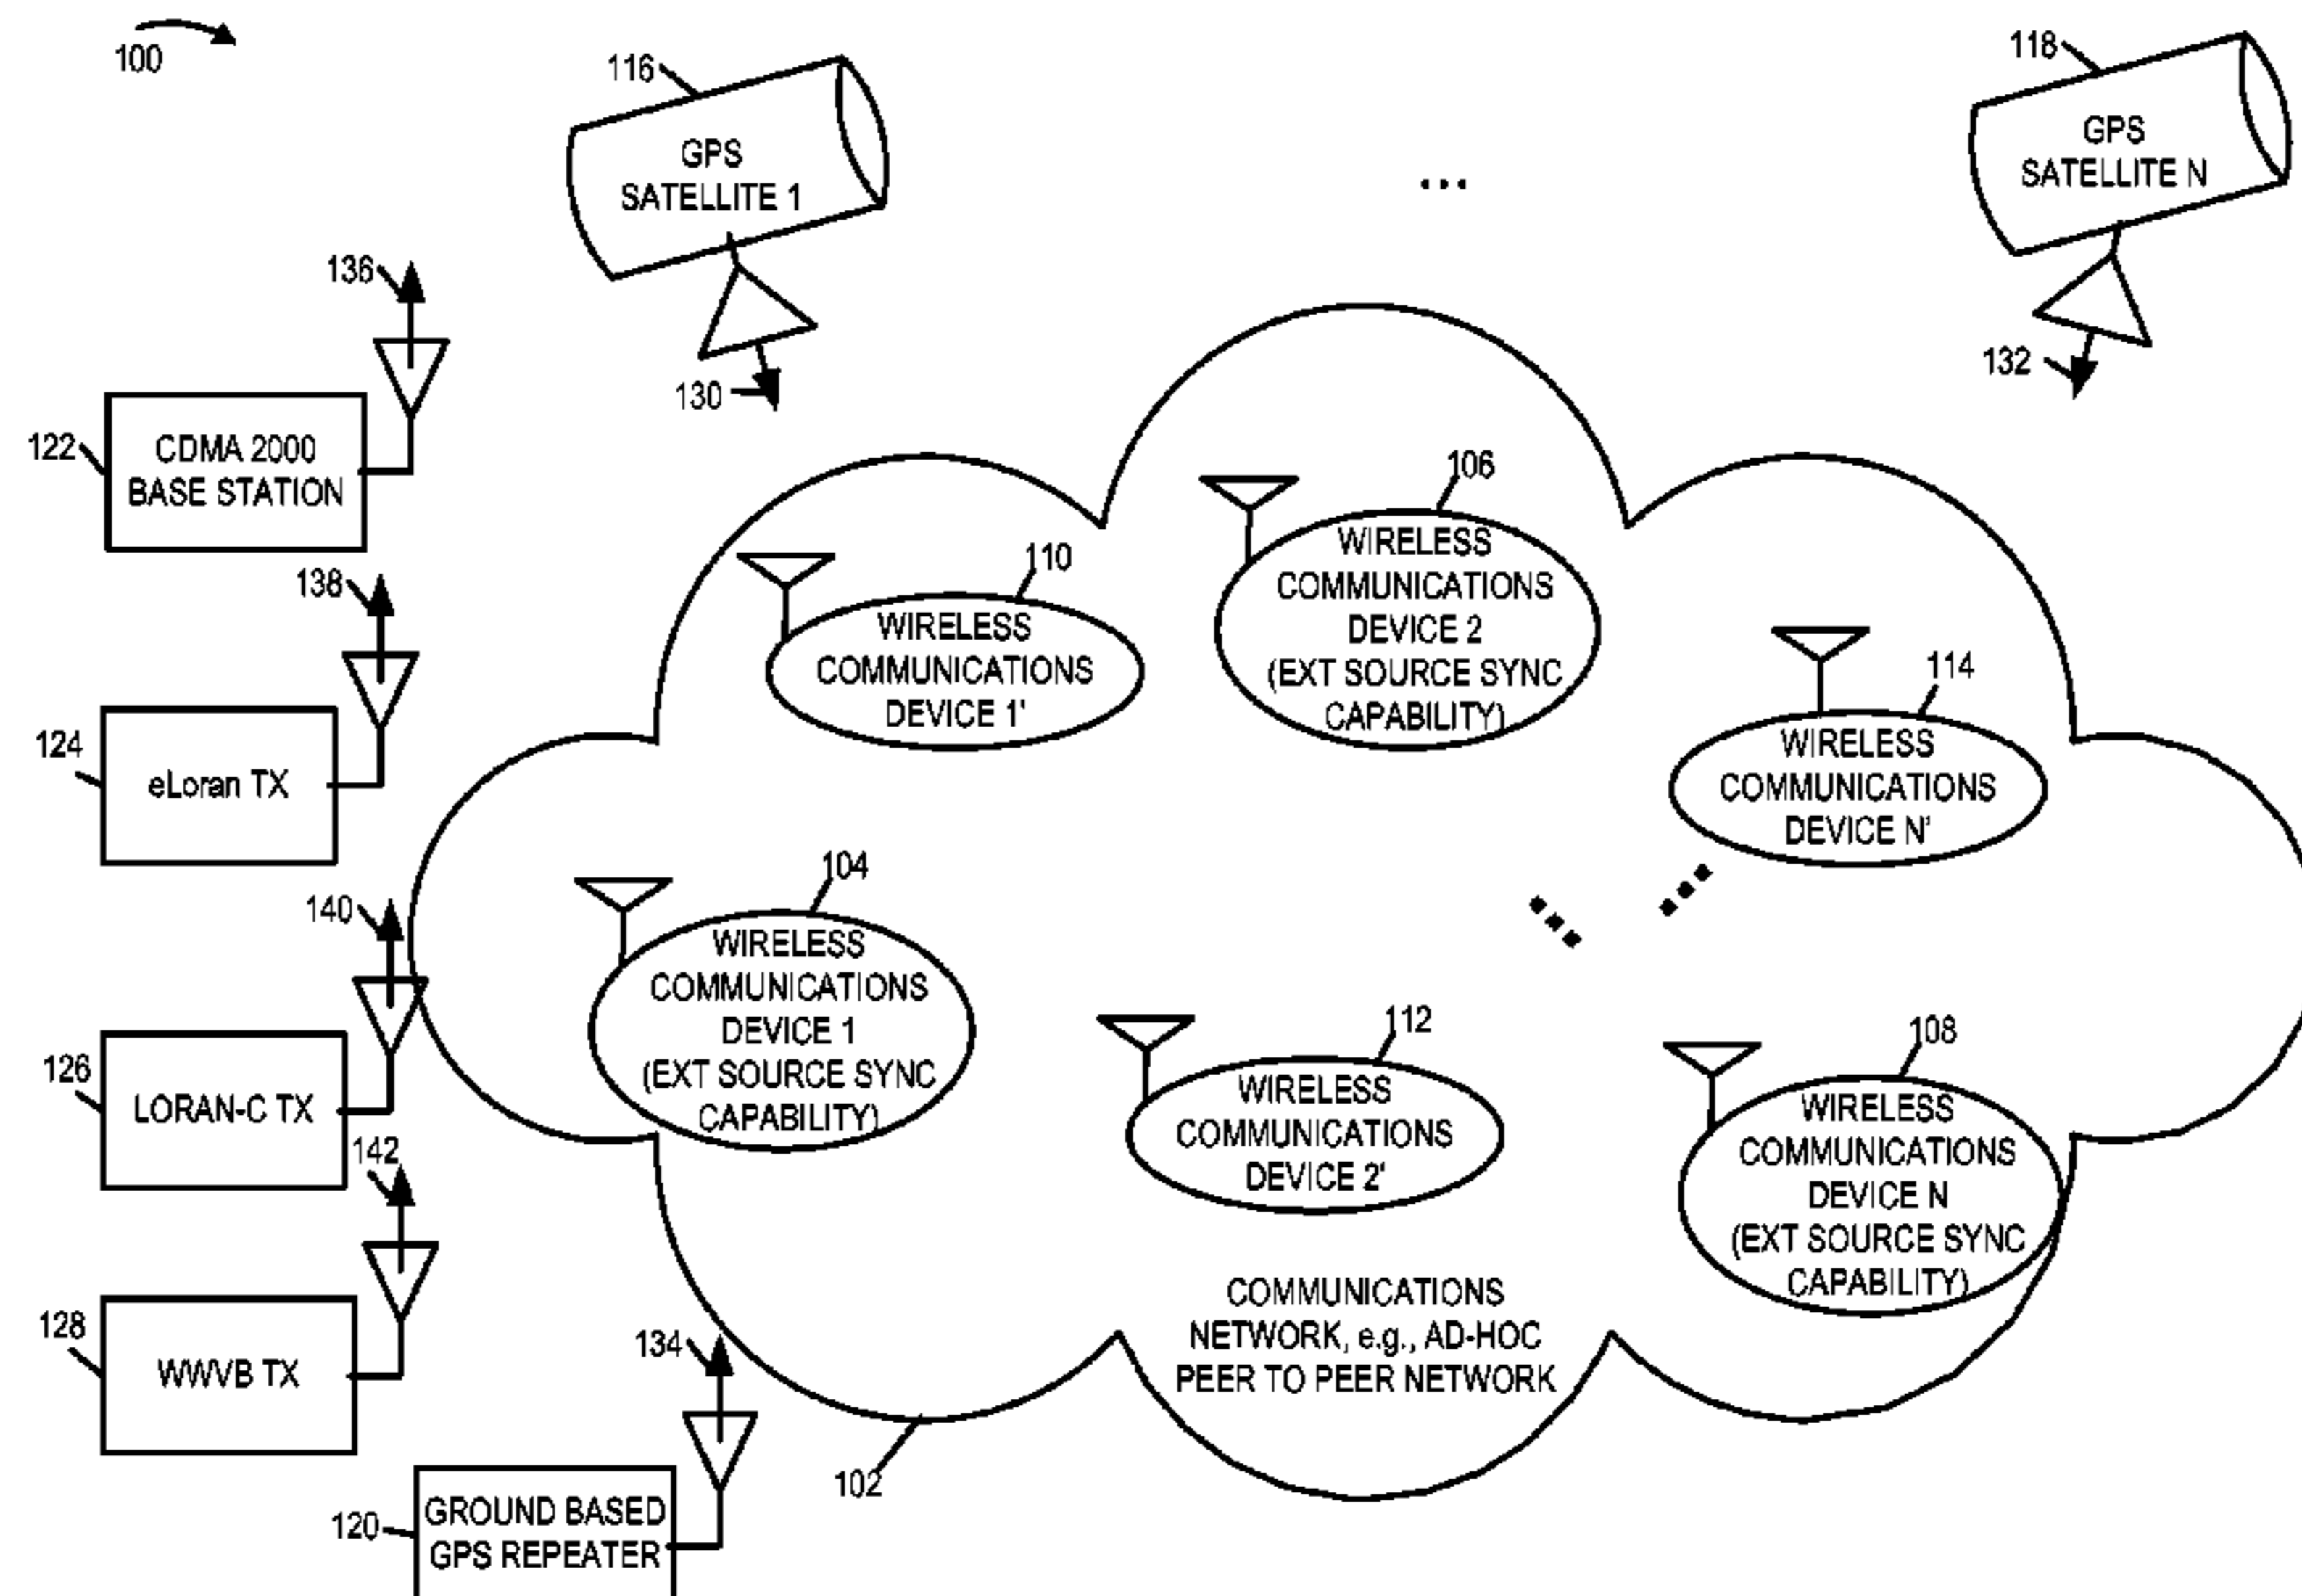 100
116
GPS
SATELLITE 1
...
118
GPS
SATELLITE N
130
132
136
122
CDMA 2000
BASE STATION
138
124
eLoran TX
140
126
LORAN-C TX
142
128
WWVB TX
134
120
GROUND BASED
GPS REPEATER
110
WIRELESS
COMMUNICATIONS
DEVICE 1'
106
WIRELESS
COMMUNICATIONS
DEVICE 2
(EXT SOURCE SYNC
CAPABILITY)
114
WIRELESS
COMMUNICATIONS
DEVICE N'
104
WIRELESS
COMMUNICATIONS
DEVICE 1
(EXT SOURCE SYNC
CAPABILITY)
112
WIRELESS
COMMUNICATIONS
DEVICE 2'
108
WIRELESS
COMMUNICATIONS
DEVICE N
(EXT SOURCE SYNC
CAPABILITY)
COMMUNICATIONS
NETWORK, e.g., AD-HOC
PEER TO PEER NETWORK
102